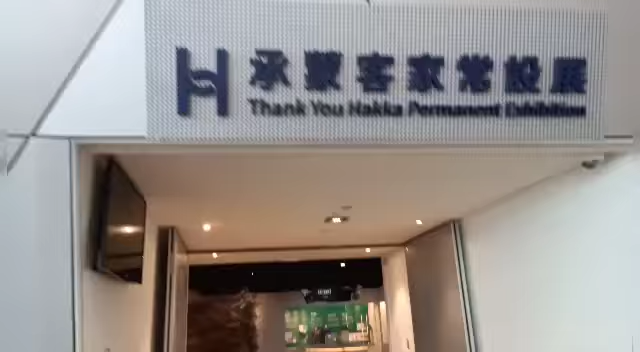 承蒙客家常設展
Thank You Hakka Permanent Exhibition